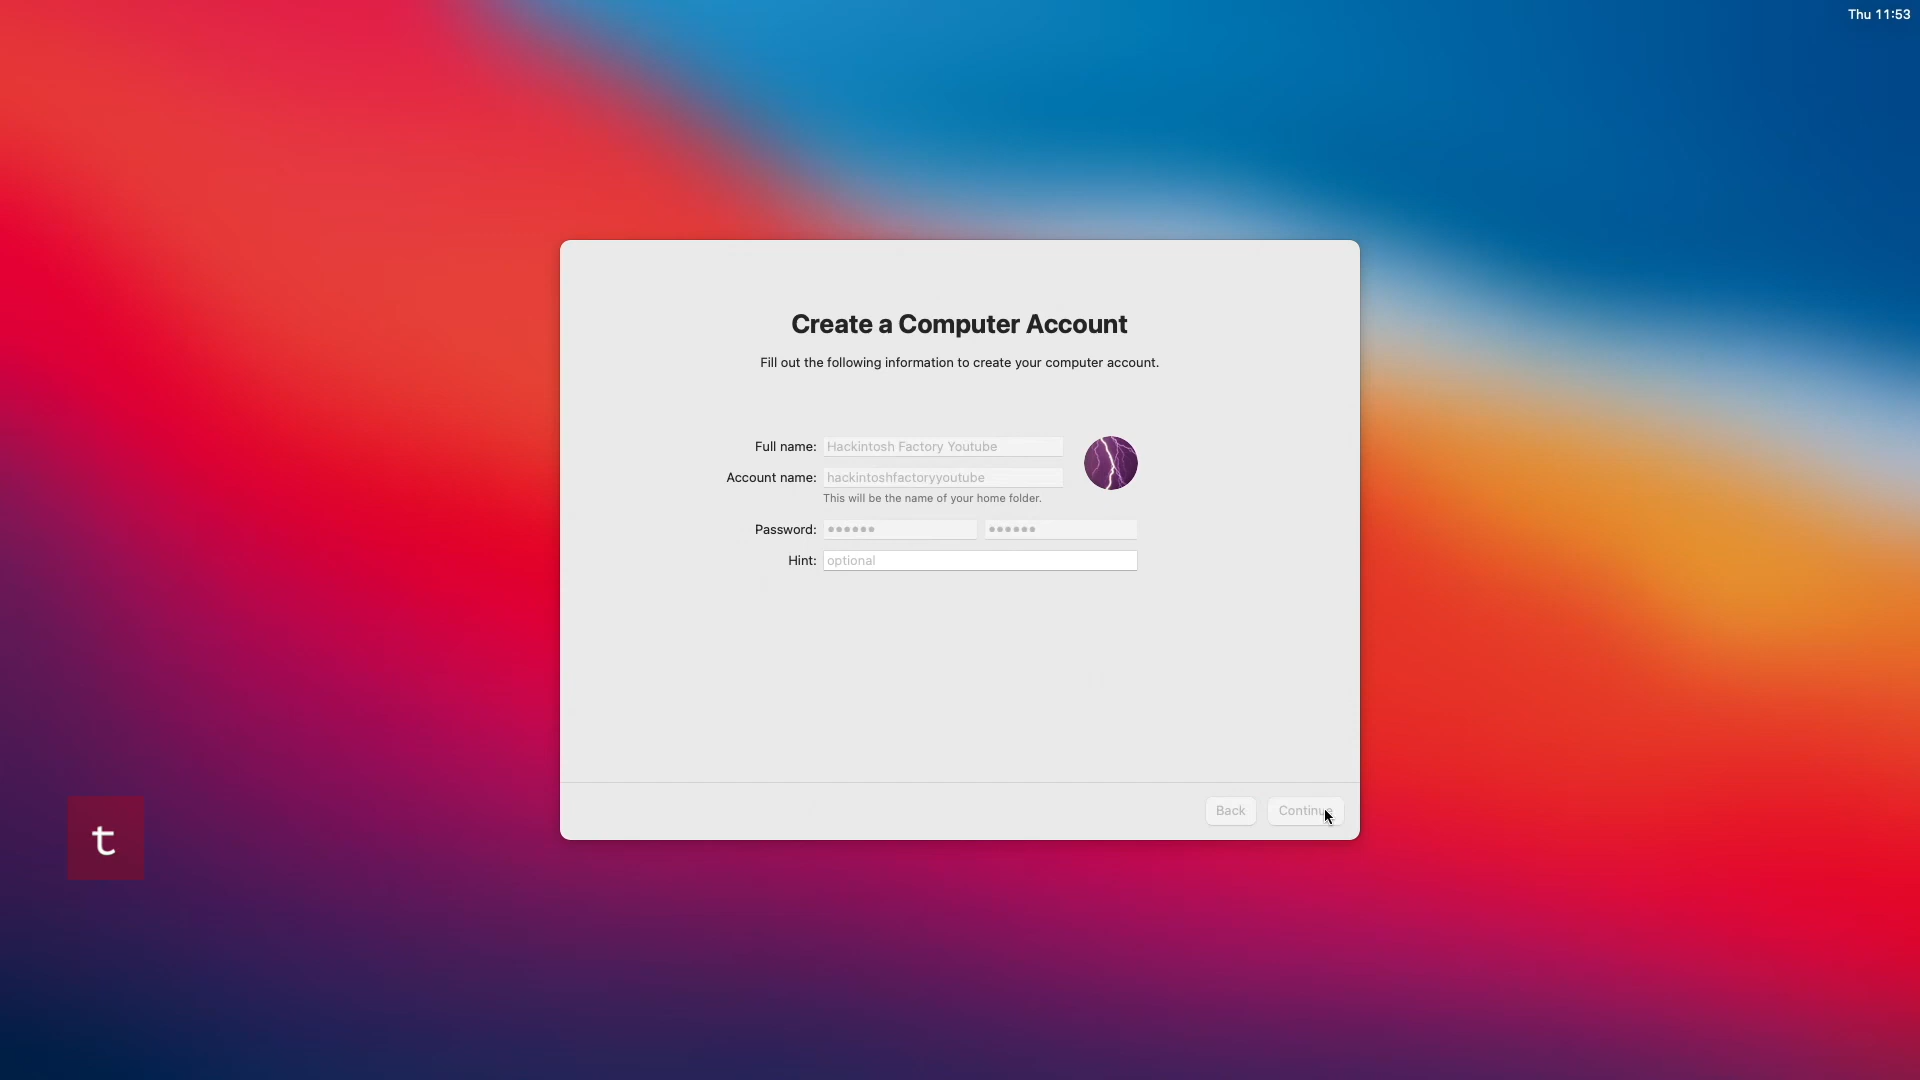 Thu 11:53
Create a Computer Account
Fill out the following information to create your computer account.
Full name: Hackintosh Factory Youtube
Account name: hackintoshfactoryyoutube
This will be the name of your home folder.
Password: •••••• ••••••
Hint: optional
Back Continue
t